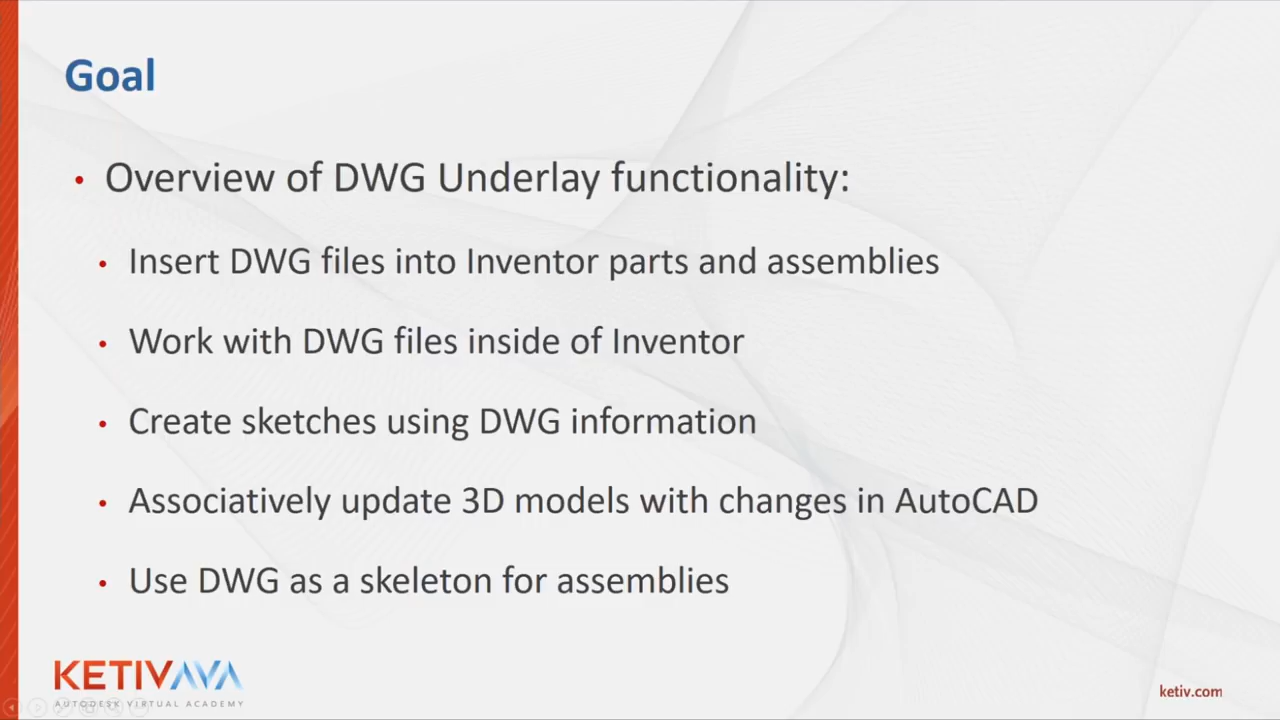 Goal
• Overview of DWG Underlay functionality:
• Insert DWG files into Inventor parts and assemblies
• Work with DWG files inside of Inventor
• Create sketches using DWG information
• Associatively update 3D models with changes in AutoCAD
• Use DWG as a skeleton for assemblies
KETIVAVA
AUTODESK VIRTUAL ACADEMY
ketiv.com